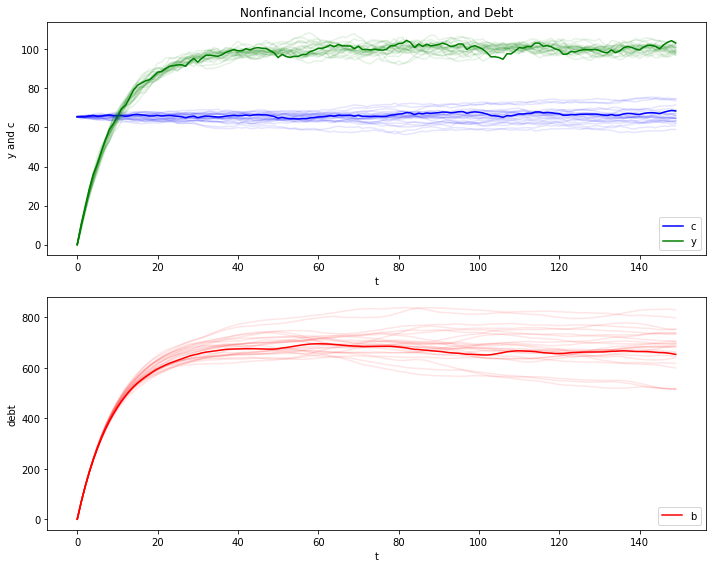 Nonfinancial Income, Consumption, and Debt
y and c
100
80
60
40
20
0
c
y
0 20 40 60 80 100 120 140
t
debt
800
600
400
200
0
b
0 20 40 60 80 100 120 140
t